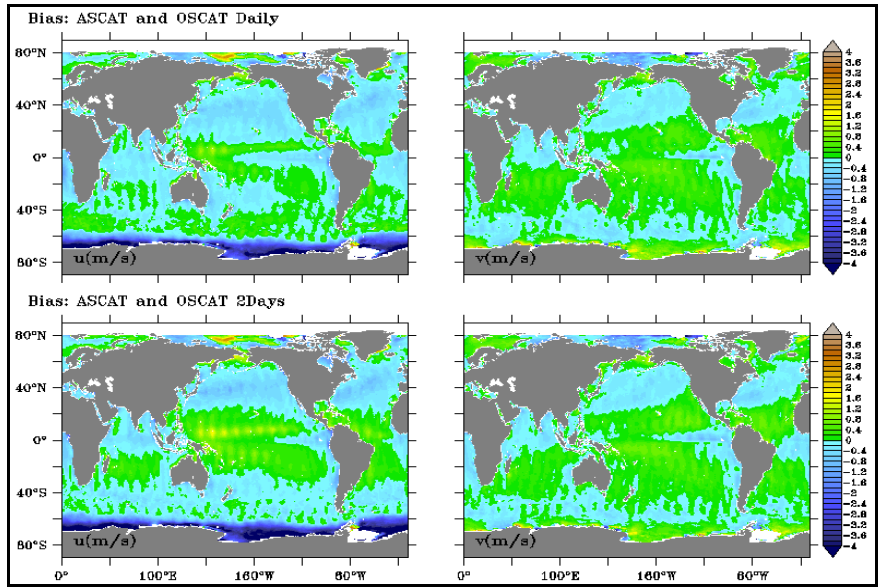 Bias: ASCAT and OSCAT Daily
80°N
40°N
0°
40°S
80°S
u(m/s)
v(m/s)
4
3.6
3.2
2.8
2.4
2
1.6
1.2
0.8
0.4
0
-0.4
-0.8
-1.2
-1.6
-2
-2.4
-2.8
-3.2
-3.6
-4
Bias: ASCAT and OSCAT 2Days
80°N
40°N
0°
40°S
80°S
u(m/s)
v(m/s)
4
3.6
3.2
2.8
2.4
2
1.6
1.2
0.8
0.4
0
-0.4
-0.8
-1.2
-1.6
-2
-2.4
-2.8
-3.2
-3.6
-4
0° 100°E 160°W 60°W
0° 100°E 160°W 60°W